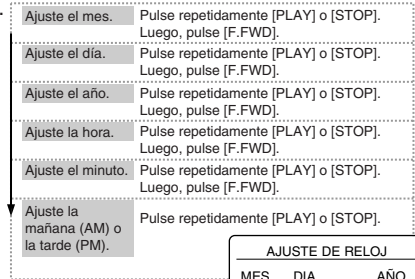 Ajuste el mes. Pulse repetidamente [PLAY] o [STOP].
Luego, pulse [F.FWD].
Ajuste el día. Pulse repetidamente [PLAY] o [STOP].
Luego, pulse [F.FWD].
Ajuste el año. Pulse repetidamente [PLAY] o [STOP].
Luego, pulse [F.FWD].
Ajuste la hora. Pulse repetidamente [PLAY] o [STOP].
Luego, pulse [F.FWD].
Ajuste el minuto. Pulse repetidamente [PLAY] o [STOP].
Luego, pulse [F.FWD].
Ajuste la
mañana (AM) o
la tarde (PM).
Pulse repetidamente [PLAY] o [STOP].
AJUSTE DE RELOJ
MES DIA AÑO